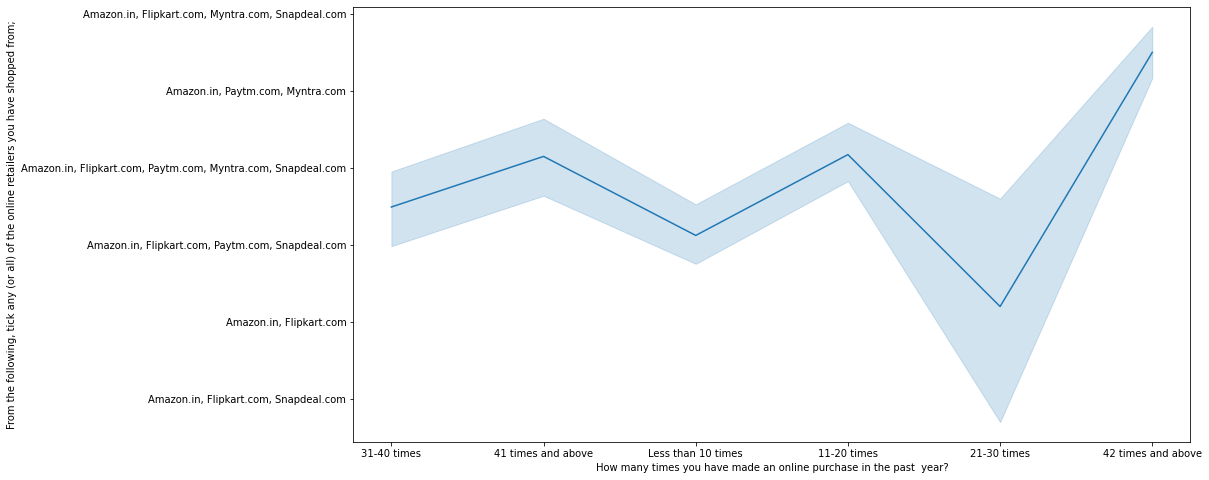 From the following, tick any (or all) of the online retailers you have shopped from;
Amazon.in, Flipkart.com, Myntra.com, Snapdeal.com
Amazon.in, Paytm.com, Myntra.com
Amazon.in, Flipkart.com, Paytm.com, Myntra.com, Snapdeal.com
Amazon.in, Flipkart.com, Paytm.com, Snapdeal.com
Amazon.in, Flipkart.com
Amazon.in, Flipkart.com, Snapdeal.com
31-40 times 41 times and above Less than 10 times 11-20 times 21-30 times 42 times and above
How many times you have made an online purchase in the past  year?